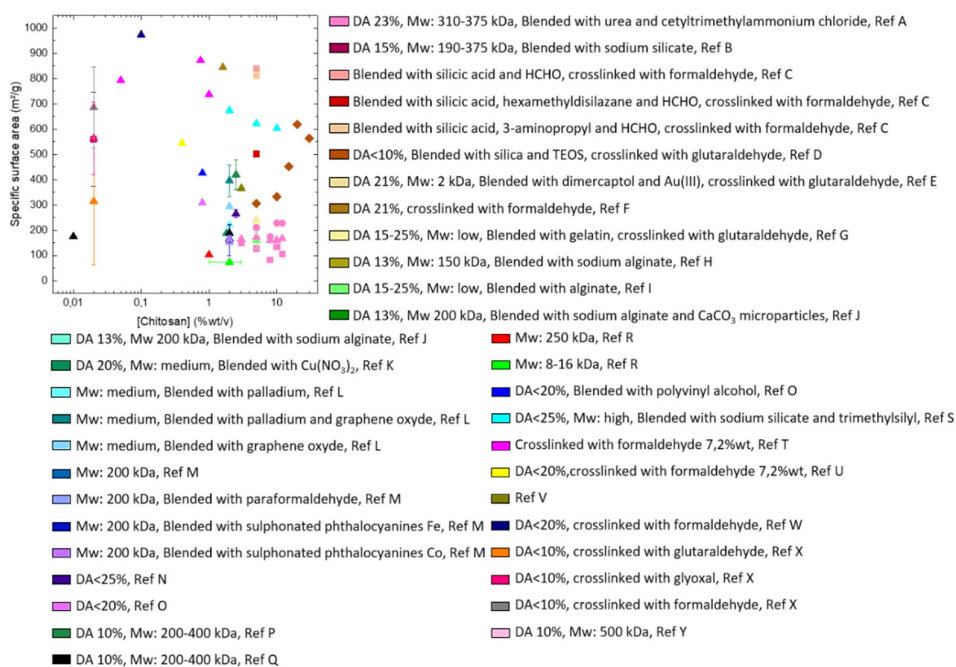 Specific surface area (m²/g)
1000
900
800
700
600
500
400
300
200
100
0
0,01
0,1
1
10
[Chitosan] (%wt/v)
DA 23%, Mw: 310-375 kDa, Blended with urea and cetyltrimethylammonium chloride, Ref A
DA 15%, Mw: 190-375 kDa, Blended with sodium silicate, Ref B
Blended with silicic acid and HCHO, crosslinked with formaldehyde, Ref C
Blended with silicic acid, hexamethyldisilazane and HCHO, crosslinked with formaldehyde, Ref C
Blended with silicic acid, 3-aminopropyl and HCHO, crosslinked with formaldehyde, Ref C
DA<10%, Blended with silica and TEOS, crosslinked with glutaraldehyde, Ref D
DA 21%, Mw: 2 kDa, Blended with dimercaptol and Au(III), crosslinked with glutaraldehyde, Ref E
DA 21%, crosslinked with formaldehyde, Ref F
DA 15-25%, Mw: low, Blended with gelatin, crosslinked with glutaraldehyde, Ref G
DA 13%, Mw: 150 kDa, Blended with sodium alginate, Ref H
DA 15-25%, Mw: low, Blended with alginate, Ref I
DA 13%, Mw 200 kDa, Blended with sodium alginate and CaCO₃ microparticles, Ref J
DA 13%, Mw 200 kDa, Blended with sodium alginate, Ref J
DA 20%, Mw: medium, Blended with Cu(NO₃)₂, Ref K
Mw: medium, Blended with palladium, Ref L
Mw: medium, Blended with palladium and graphene oxyde, Ref L
Mw: medium, Blended with graphene oxyde, Ref L
Mw: 200 kDa, Ref M
Mw: 200 kDa, Blended with paraformaldehyde, Ref M
Mw: 200 kDa, Blended with sulphonated phthalocyanines Fe, Ref M
Mw: 200 kDa, Blended with sulphonated phthalocyanines Co, Ref M
DA<25%, Ref N
DA<20%, Ref O
DA 10%, Mw: 200-400 kDa, Ref P
DA 10%, Mw: 200-400 kDa, Ref Q
Mw: 250 kDa, Ref R
Mw: 8-16 kDa, Ref R
DA<20%, Blended with polyvinyl alcohol, Ref O
DA<25%, Mw: high, Blended with sodium silicate and trimethylsilyl, Ref S
Crosslinked with formaldehyde 7,2%wt, Ref T
DA<20%,crosslinked with formaldehyde 7,2%wt, Ref U
Ref V
DA<20%, crosslinked with formaldehyde, Ref W
DA<10%, crosslinked with glutaraldehyde, Ref X
DA<10%, crosslinked with glyoxal, Ref X
DA<10%, crosslinked with formaldehyde, Ref X
DA 10%, Mw: 500 kDa, Ref Y